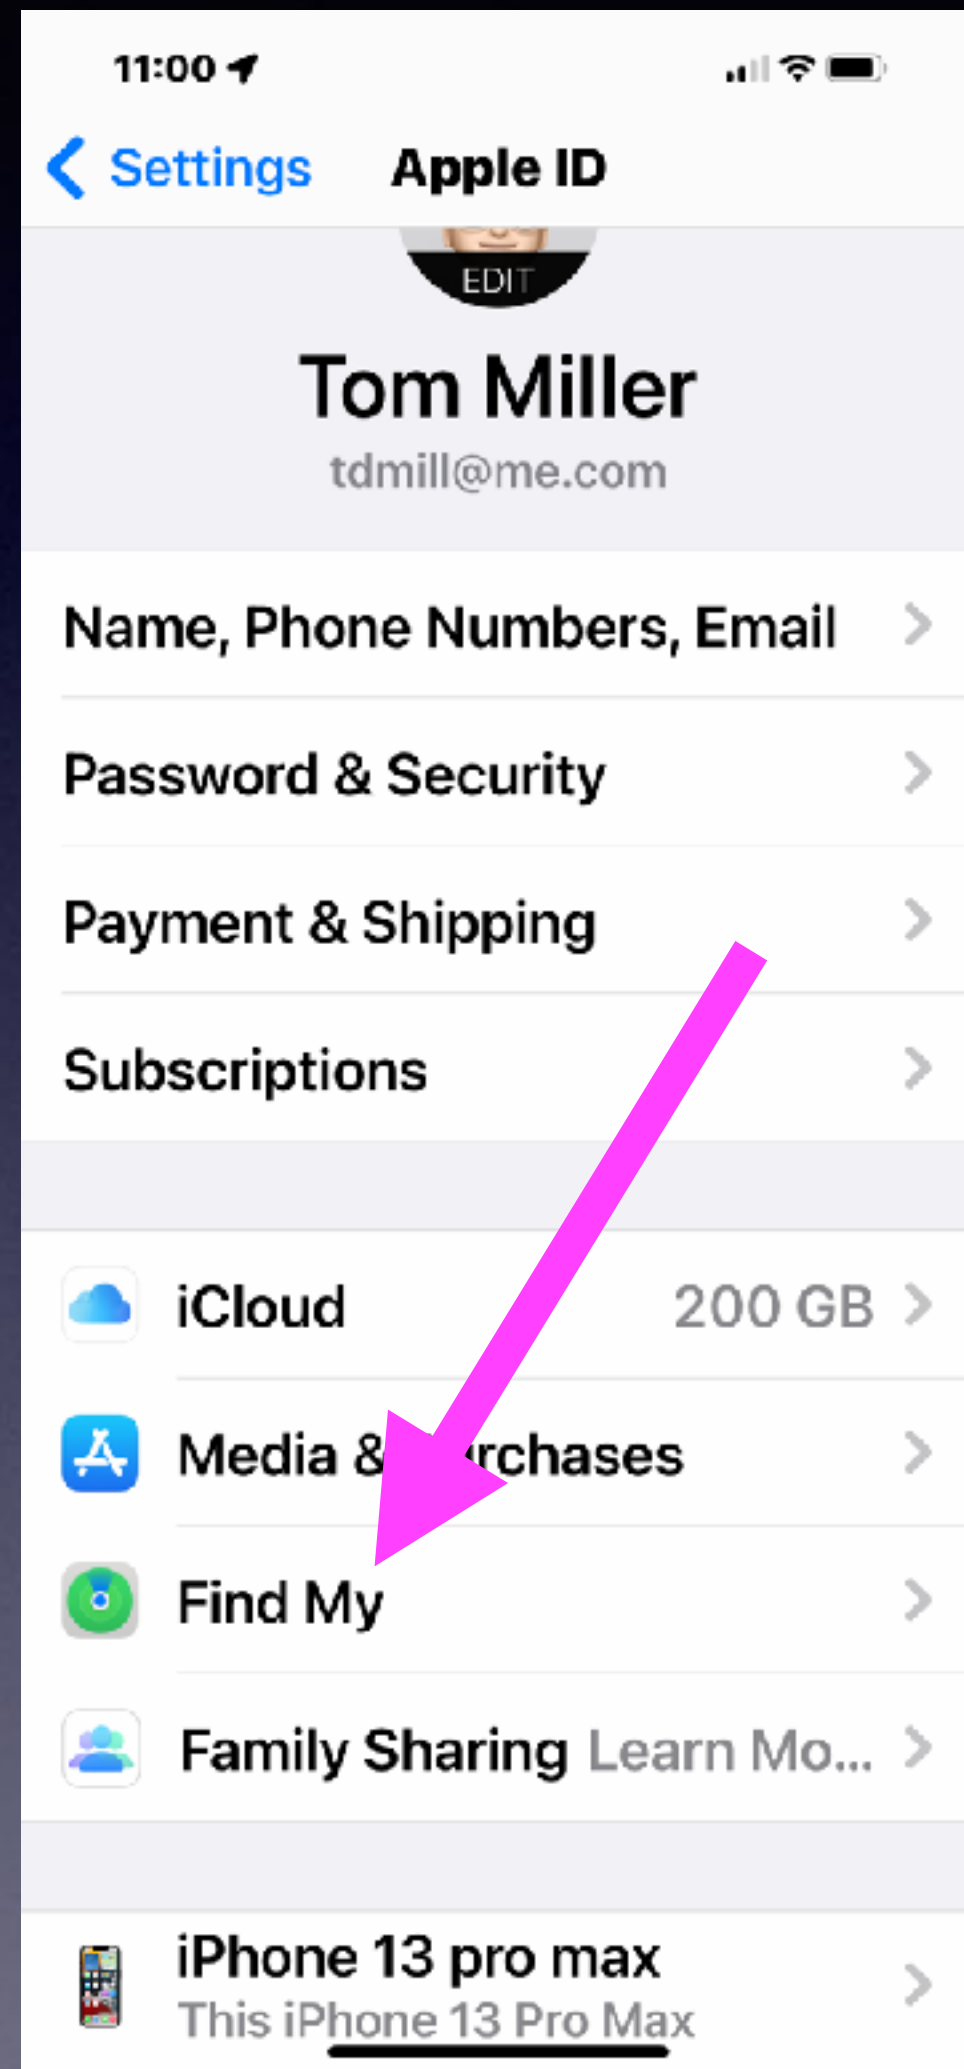 11:00
Settings Apple ID
EDIT
Tom Miller
tdmill@me.com
Name, Phone Numbers, Email
Password & Security
Payment & Shipping
Subscriptions
iCloud 200 GB
Media & rchases
Find My
Family Sharing Learn Mo...
iPhone 13 pro max
This iPhone 13 Pro Max